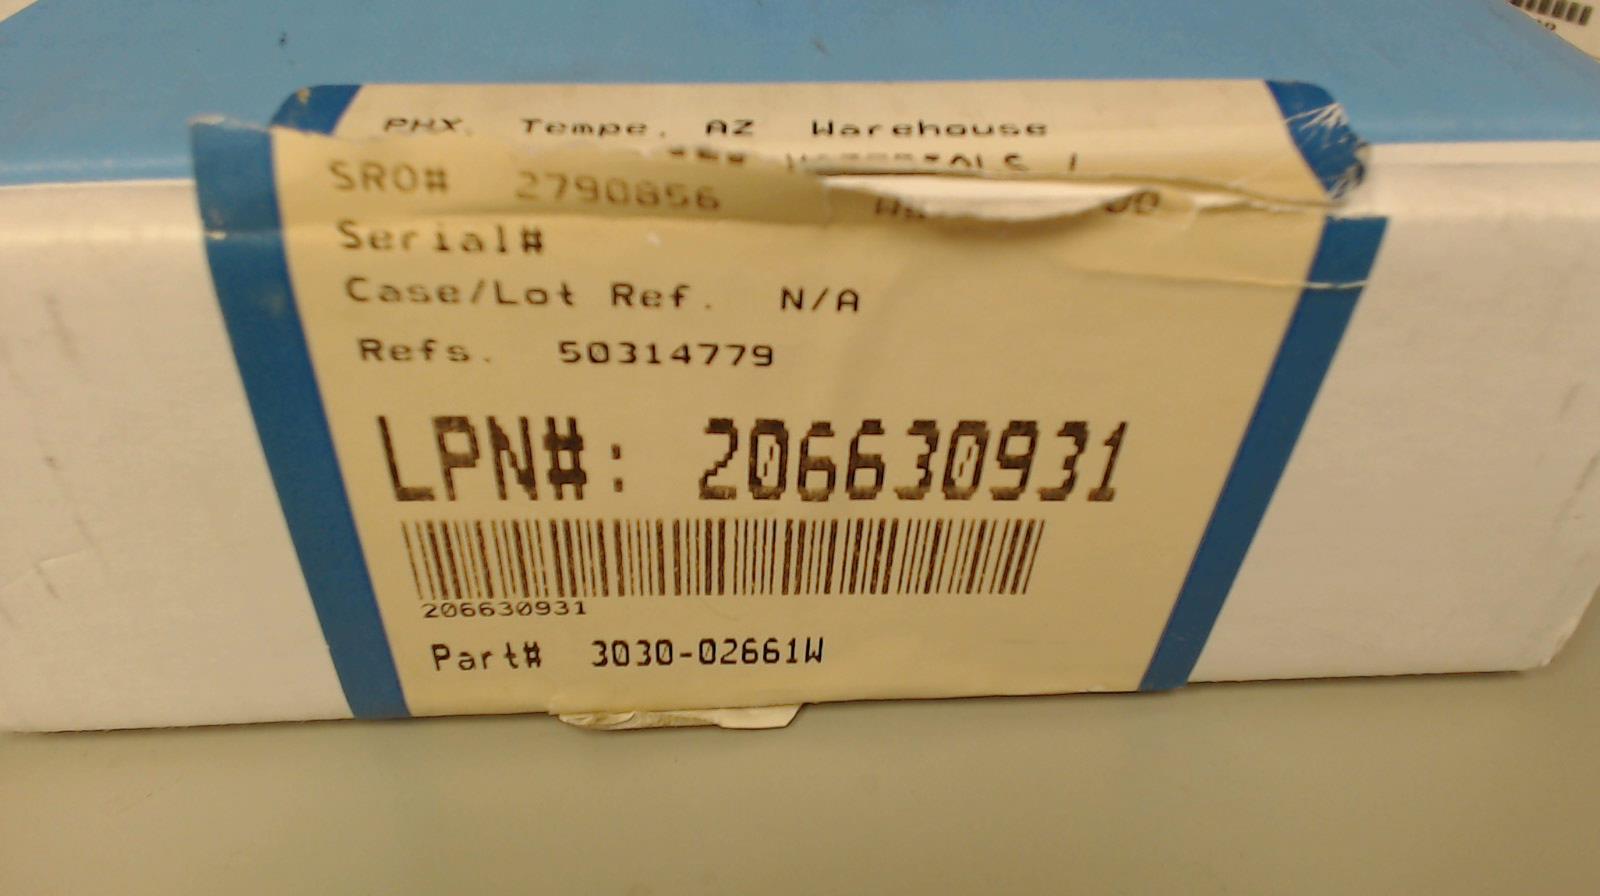 PHX, Tempe, AZ Warehouse
SRO# 2790856
Serial#
Case/Lot Ref. N/A
Refs. 50314779
LPN#: 206630931
206630931
Part# 3030-02661W